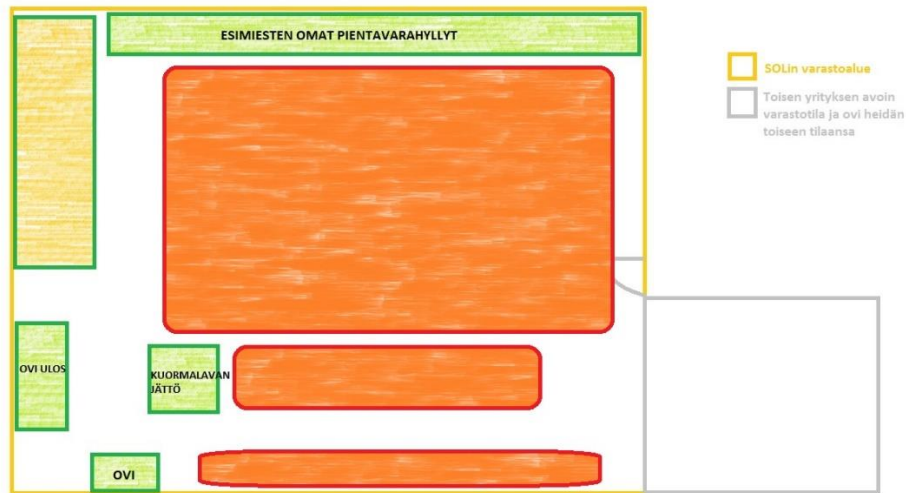 ESIMIESTEN OMAT PIENTAVARAHYLLYT
SOLin varastoalue
Toisen yrityksen avoin
varastotila ja ovi heidän
toiseen tilaansa
OVI ULOS
KUORMALAVAN
JÄTTÖ
OVI